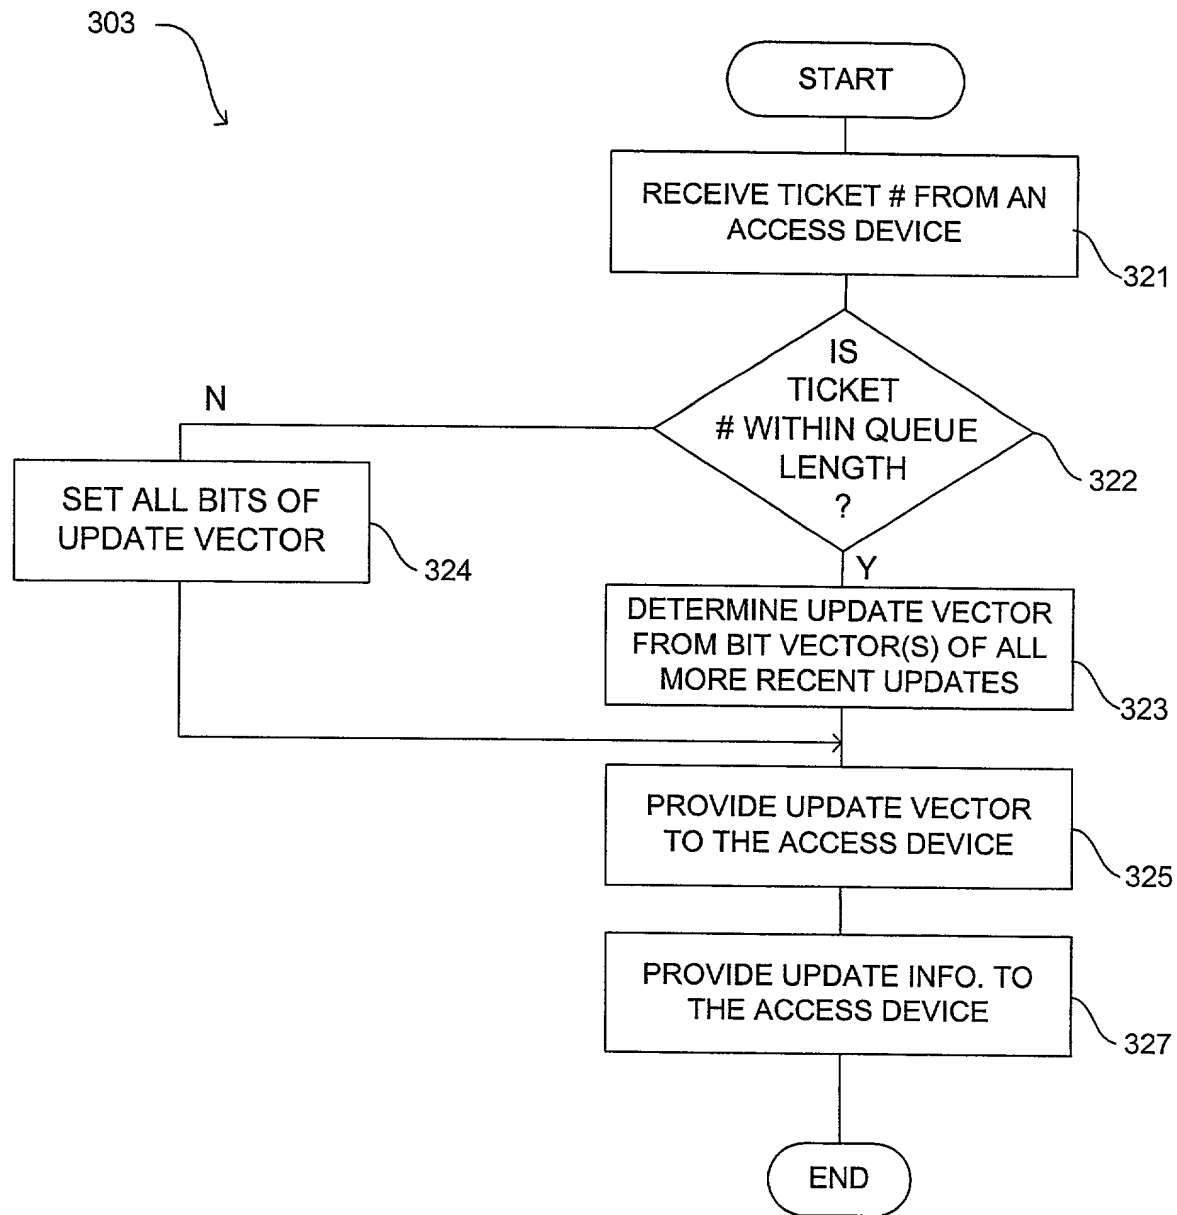 303
START
RECEIVE TICKET # FROM AN
ACCESS DEVICE
321
IS
TICKET
# WITHIN QUEUE
LENGTH
?
322
N
SET ALL BITS OF
UPDATE VECTOR
324
Y
DETERMINE UPDATE VECTOR
FROM BIT VECTOR(S) OF ALL
MORE RECENT UPDATES
323
PROVIDE UPDATE VECTOR
TO THE ACCESS DEVICE
325
PROVIDE UPDATE INFO. TO
THE ACCESS DEVICE
327
END